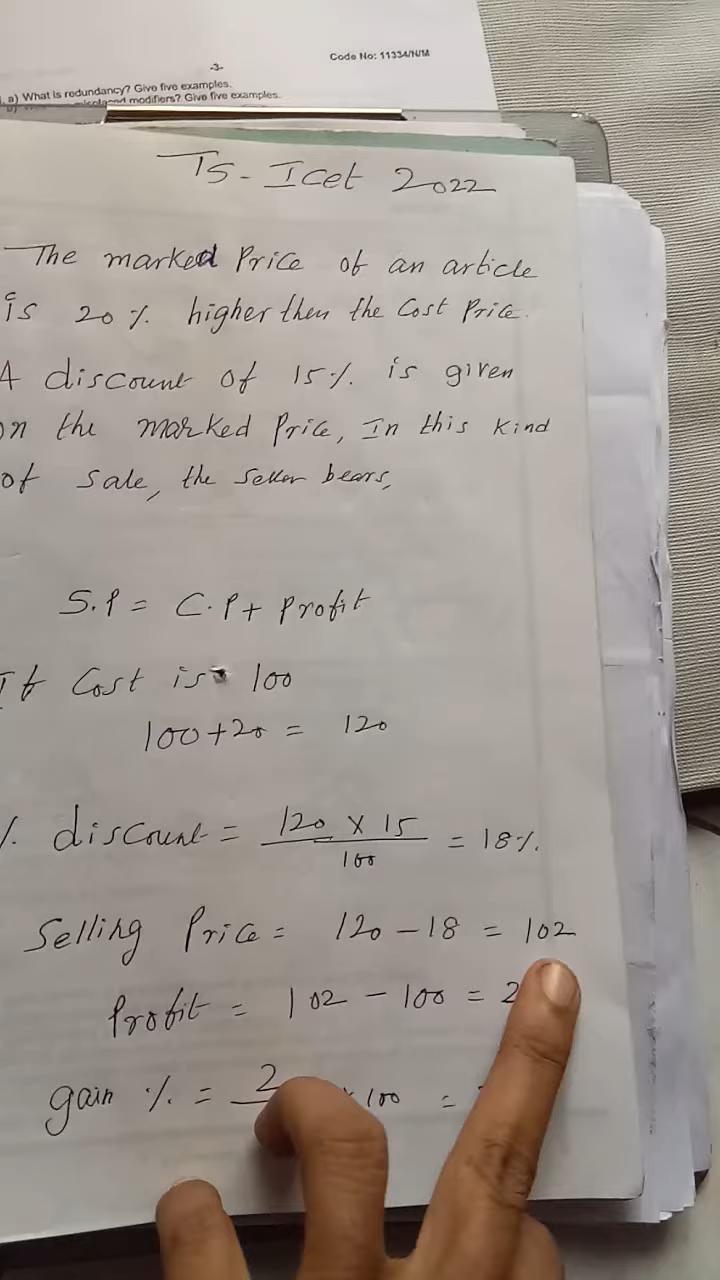 Code No: 11334/N/M
-3-
a) What is redundancy? Give five examples.
modifiers? Give five examples.
TS - Icet 2022
The marked Price of an article
is 20 % higher then the Cost Price.
A discount of 15 % is given
on the marked Price, In this kind
of sale, the seller bears,
S.P = C.P + Profit
If Cost is 100
100 + 20 = 120
% discount = 120 × 15 / 100 = 18 %.
Selling Price = 120 - 18 = 102
Profit = 102 - 100 = 2
gain % = 2 × 100 =